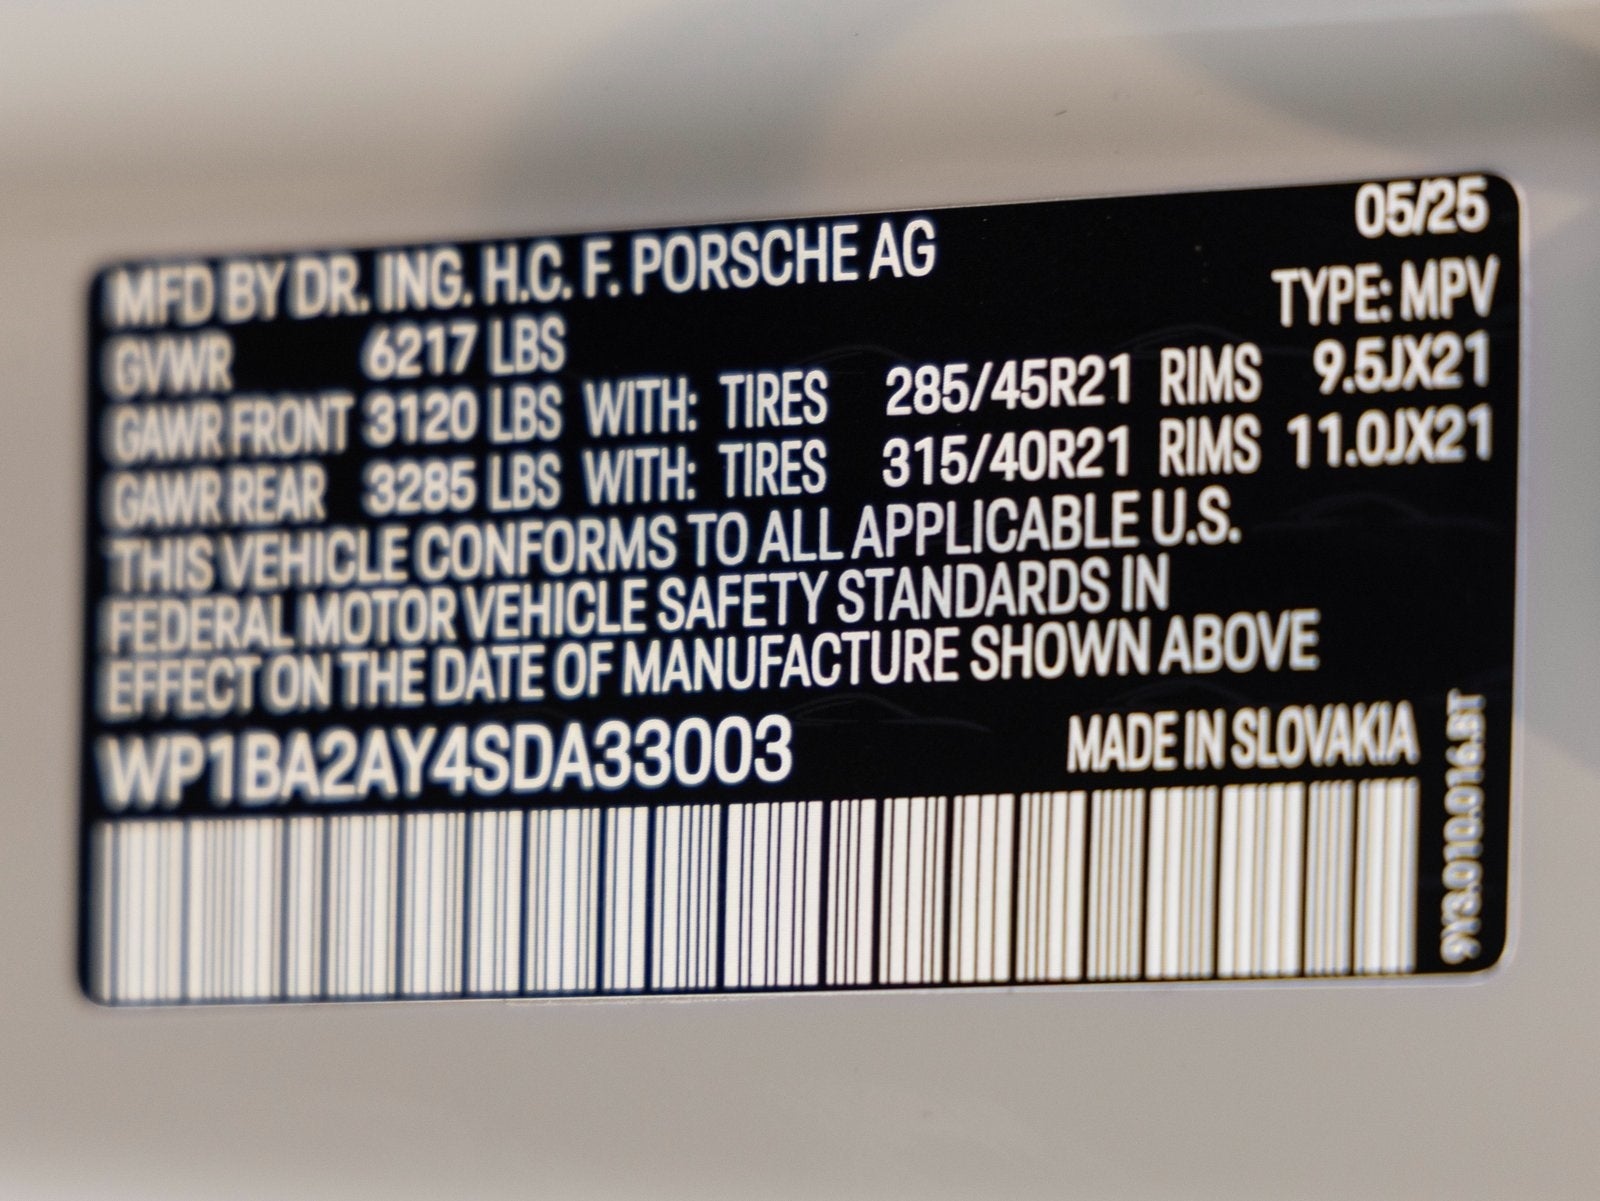 05/25
MFD BY DR. ING. H.C. F. PORSCHE AG
TYPE: MPV
GVWR 6217 LBS
GAWR FRONT 3120 LBS WITH: TIRES 285/45R21 RIMS 9.5JX21
GAWR REAR 3285 LBS WITH: TIRES 315/40R21 RIMS 11.0JX21
THIS VEHICLE CONFORMS TO ALL APPLICABLE U.S.
FEDERAL MOTOR VEHICLE SAFETY STANDARDS IN
EFFECT ON THE DATE OF MANUFACTURE SHOWN ABOVE
WP1BA2AY4SDA33003
MADE IN SLOVAKIA
9Y3.010.016.BT